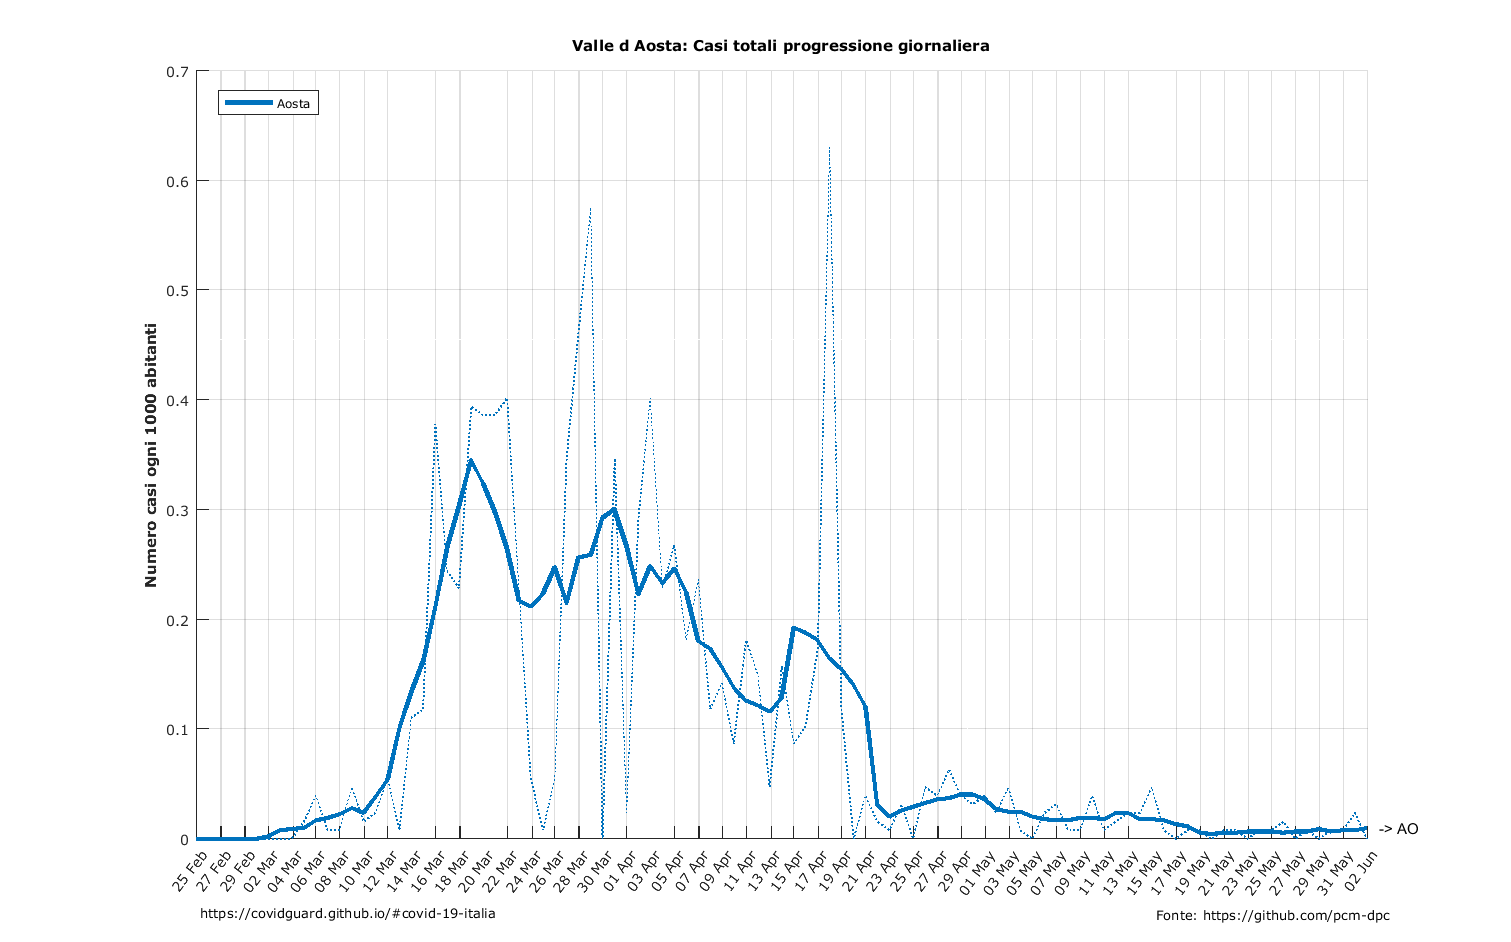 Valle d Aosta: Casi totali progressione giornaliera
Aosta
Numero casi ogni 1000 abitanti
0.7
0.6
0.5
0.4
0.3
0.2
0.1
0
-> AO
25 Feb
27 Feb
29 Feb
02 Mar
04 Mar
06 Mar
08 Mar
10 Mar
12 Mar
14 Mar
16 Mar
18 Mar
20 Mar
22 Mar
24 Mar
26 Mar
28 Mar
30 Mar
01 Apr
03 Apr
05 Apr
07 Apr
09 Apr
11 Apr
13 Apr
15 Apr
17 Apr
19 Apr
21 Apr
23 Apr
25 Apr
27 Apr
29 Apr
01 May
03 May
05 May
07 May
09 May
11 May
13 May
15 May
17 May
19 May
21 May
23 May
25 May
27 May
29 May
31 May
02 Jun
https://covidguard.github.io/#covid-19-italia
Fonte: https://github.com/pcm-dpc